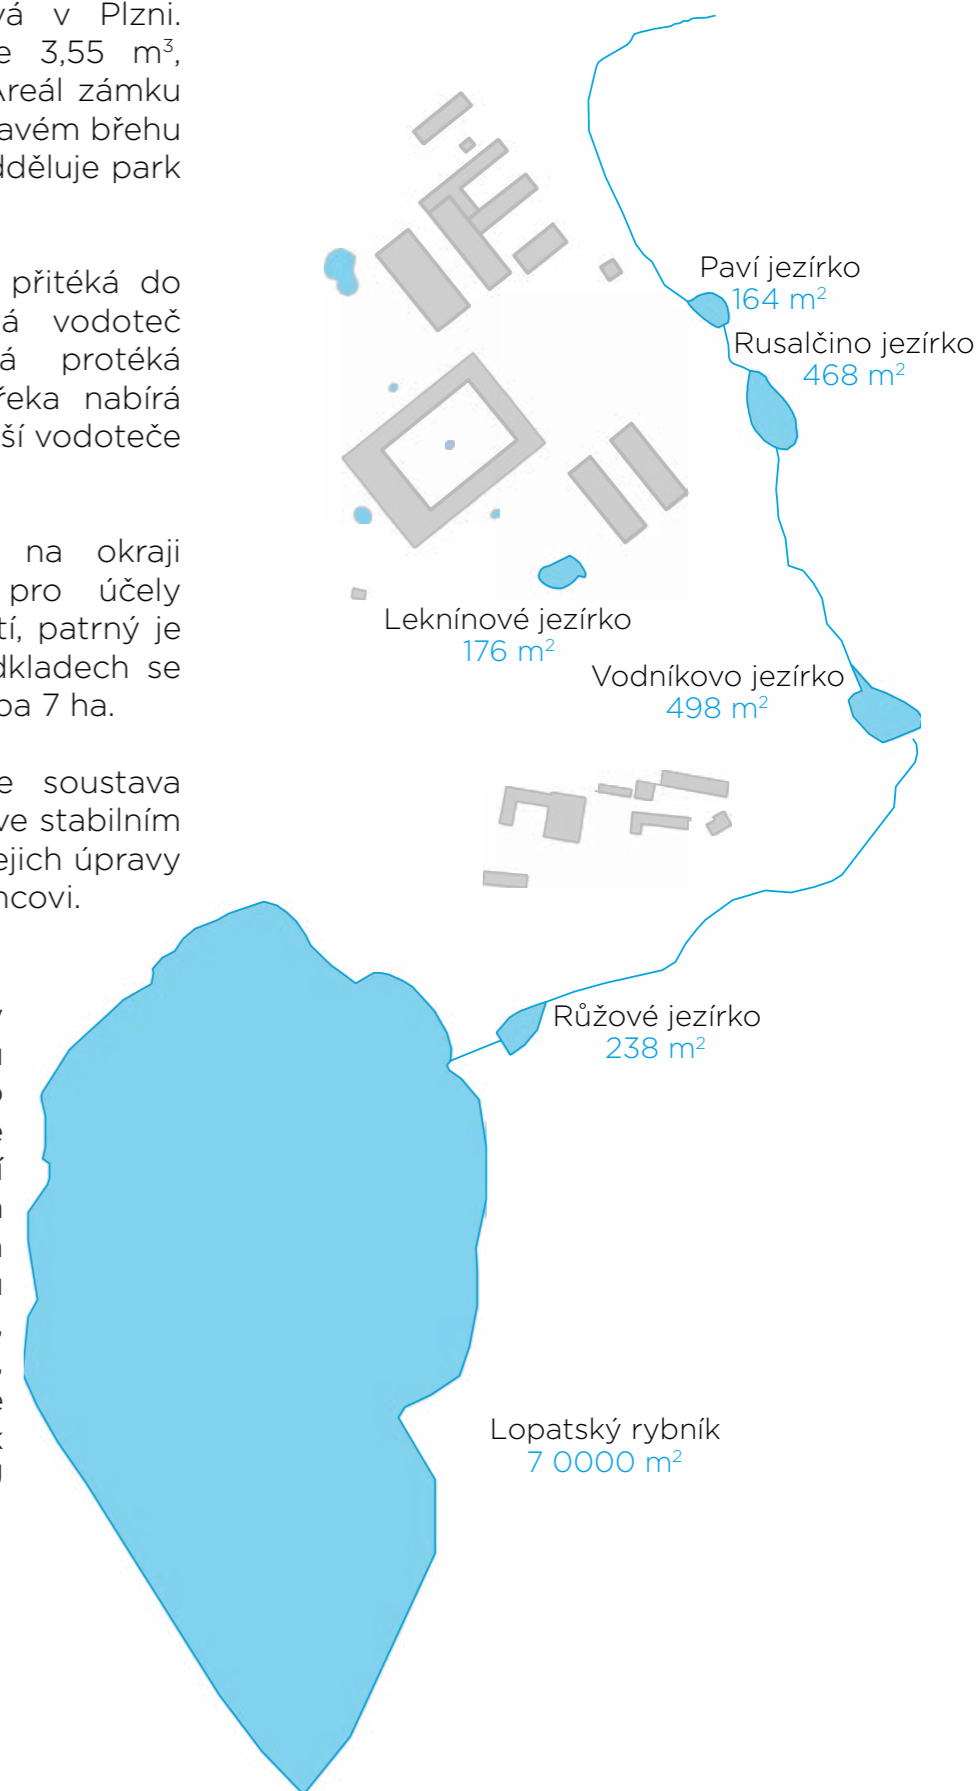 vá v Plzni.
e 3,55 m³,
Areál zámku
avém břehu
dděluje park
přitéká do
á vodoteč
á protéká
řeka nabírá
ší vodoteče
na okraji
pro účely
tí, patrný je
dkladech se
ba 7 ha.
e soustava
ve stabilním
ejich úpravy
ncovi.
Paví jezírko
164 m²
Rusalčino jezírko
468 m²
Leknínové jezírko
176 m²
Vodníkovo jezírko
498 m²
Růžové jezírko
238 m²
Lopatský rybník
7 0000 m²